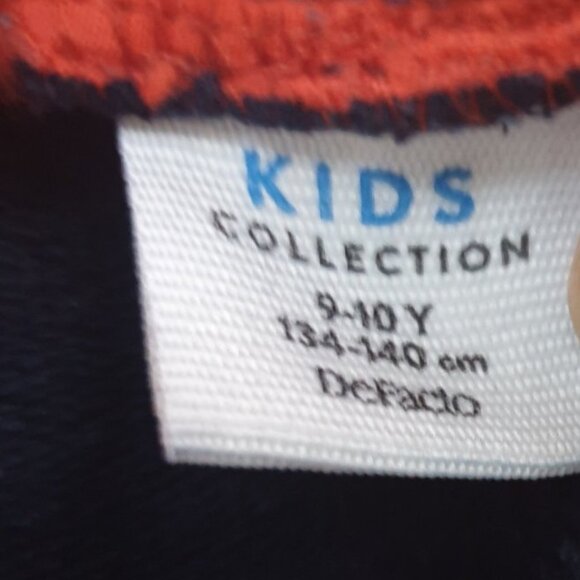 KIDS
COLLECTION
9-10 Y
134-140 cm
DeFacto